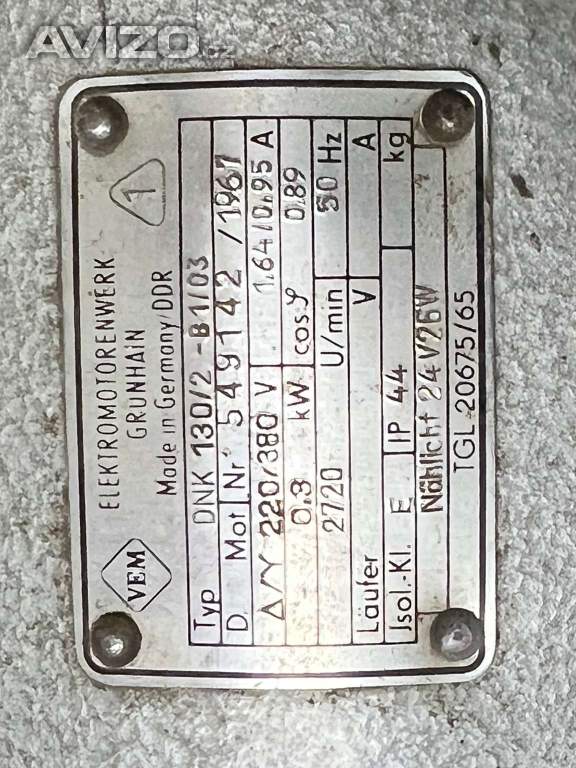 AVIZO.cz
ELEKTROMOTORENWERK
GRÜNHAIN
Made in Germany/DDR
VEM
1
Typ DNK 130/2 -B1/03
D. Mot. Nr. 549142 /1967
Δ/Y 220/380 V 1,64/0,95 A
0,3 kW cos φ 0,89
2720 U/min 50 Hz
Läufer V A
Isol.-Kl. E IP 44 kg
Nählicht 24V26W
TGL 20675/65